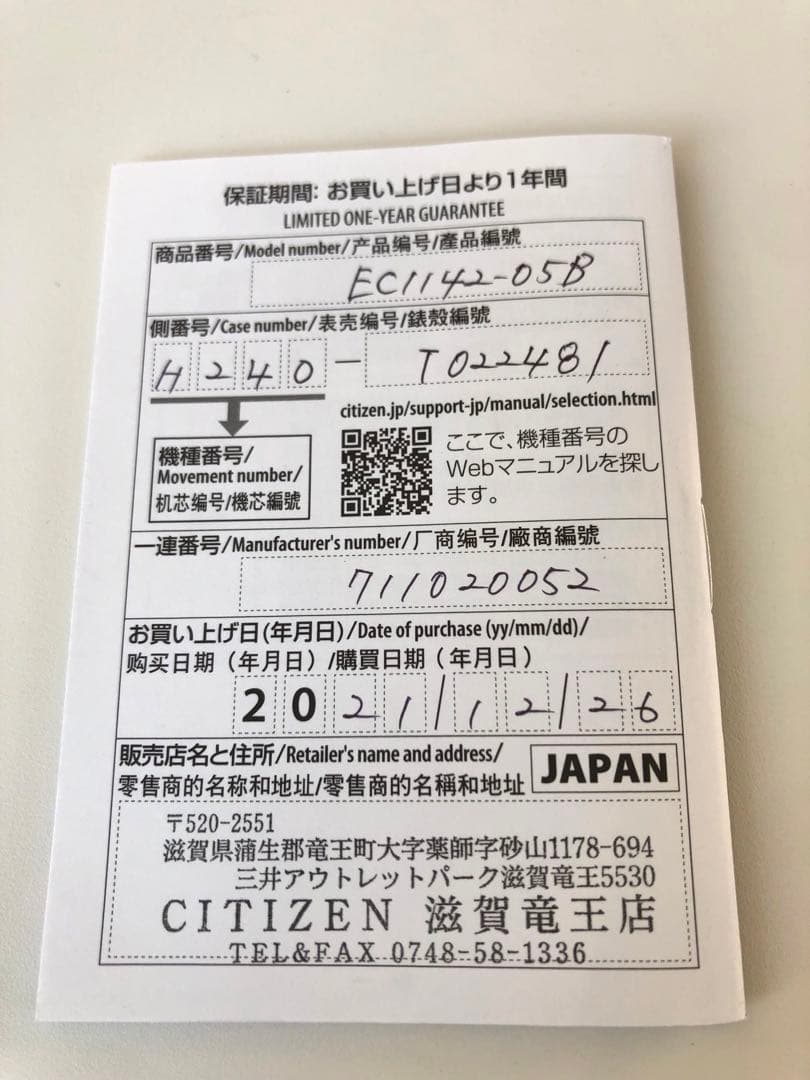 保証期間: お買い上げ日より1年間
LIMITED ONE-YEAR GUARANTEE
商品番号/Model number/产品编号/產品編號
EC1142-05B
側番号/Case number/表壳编号/錶殼編號
H240 - T022481
citizen.jp/support-jp/manual/selection.html
機種番号/
Movement number/
机芯编号/機芯編號
ここで、機種番号の
Webマニュアルを探し
ます。
一連番号/Manufacturer's number/厂商编号/廠商編號
711020052
お買い上げ日(年月日)/Date of purchase (yy/mm/dd)/
购买日期（年月日）/購買日期（年月日）
2021/12/26
販売店名と住所/Retailer's name and address/
零售商的名称和地址/零售商的名稱和地址
JAPAN
〒520-2551
滋賀県蒲生郡竜王町大字薬師字砂山1178-694
三井アウトレットパーク滋賀竜王5530
CITIZEN 滋賀竜王店
TEL&FAX 0748-58-1336